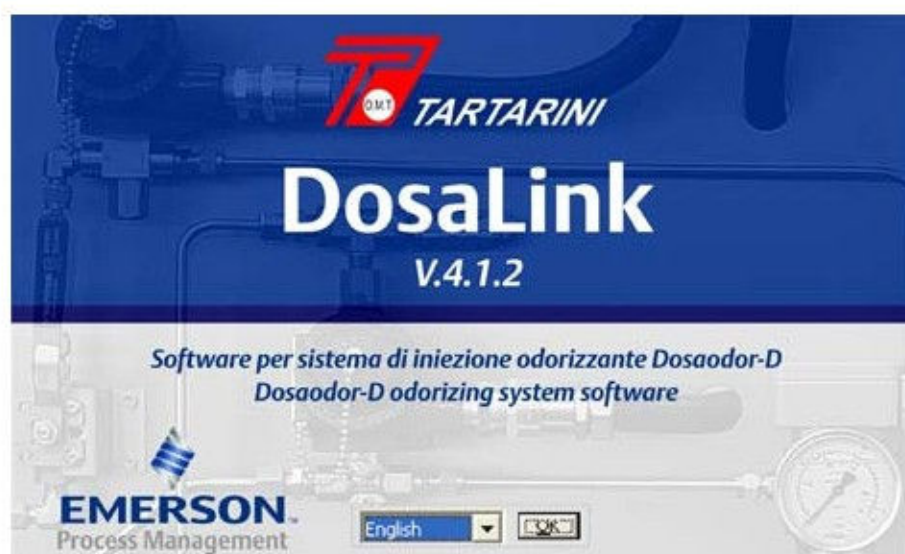 O.M.T
TARTARINI
DosaLink
V.4.1.2
Software per sistema di iniezione odorizzante Dosaodor-D
Dosaodor-D odorizing system software
EMERSON™
Process Management
English
OK